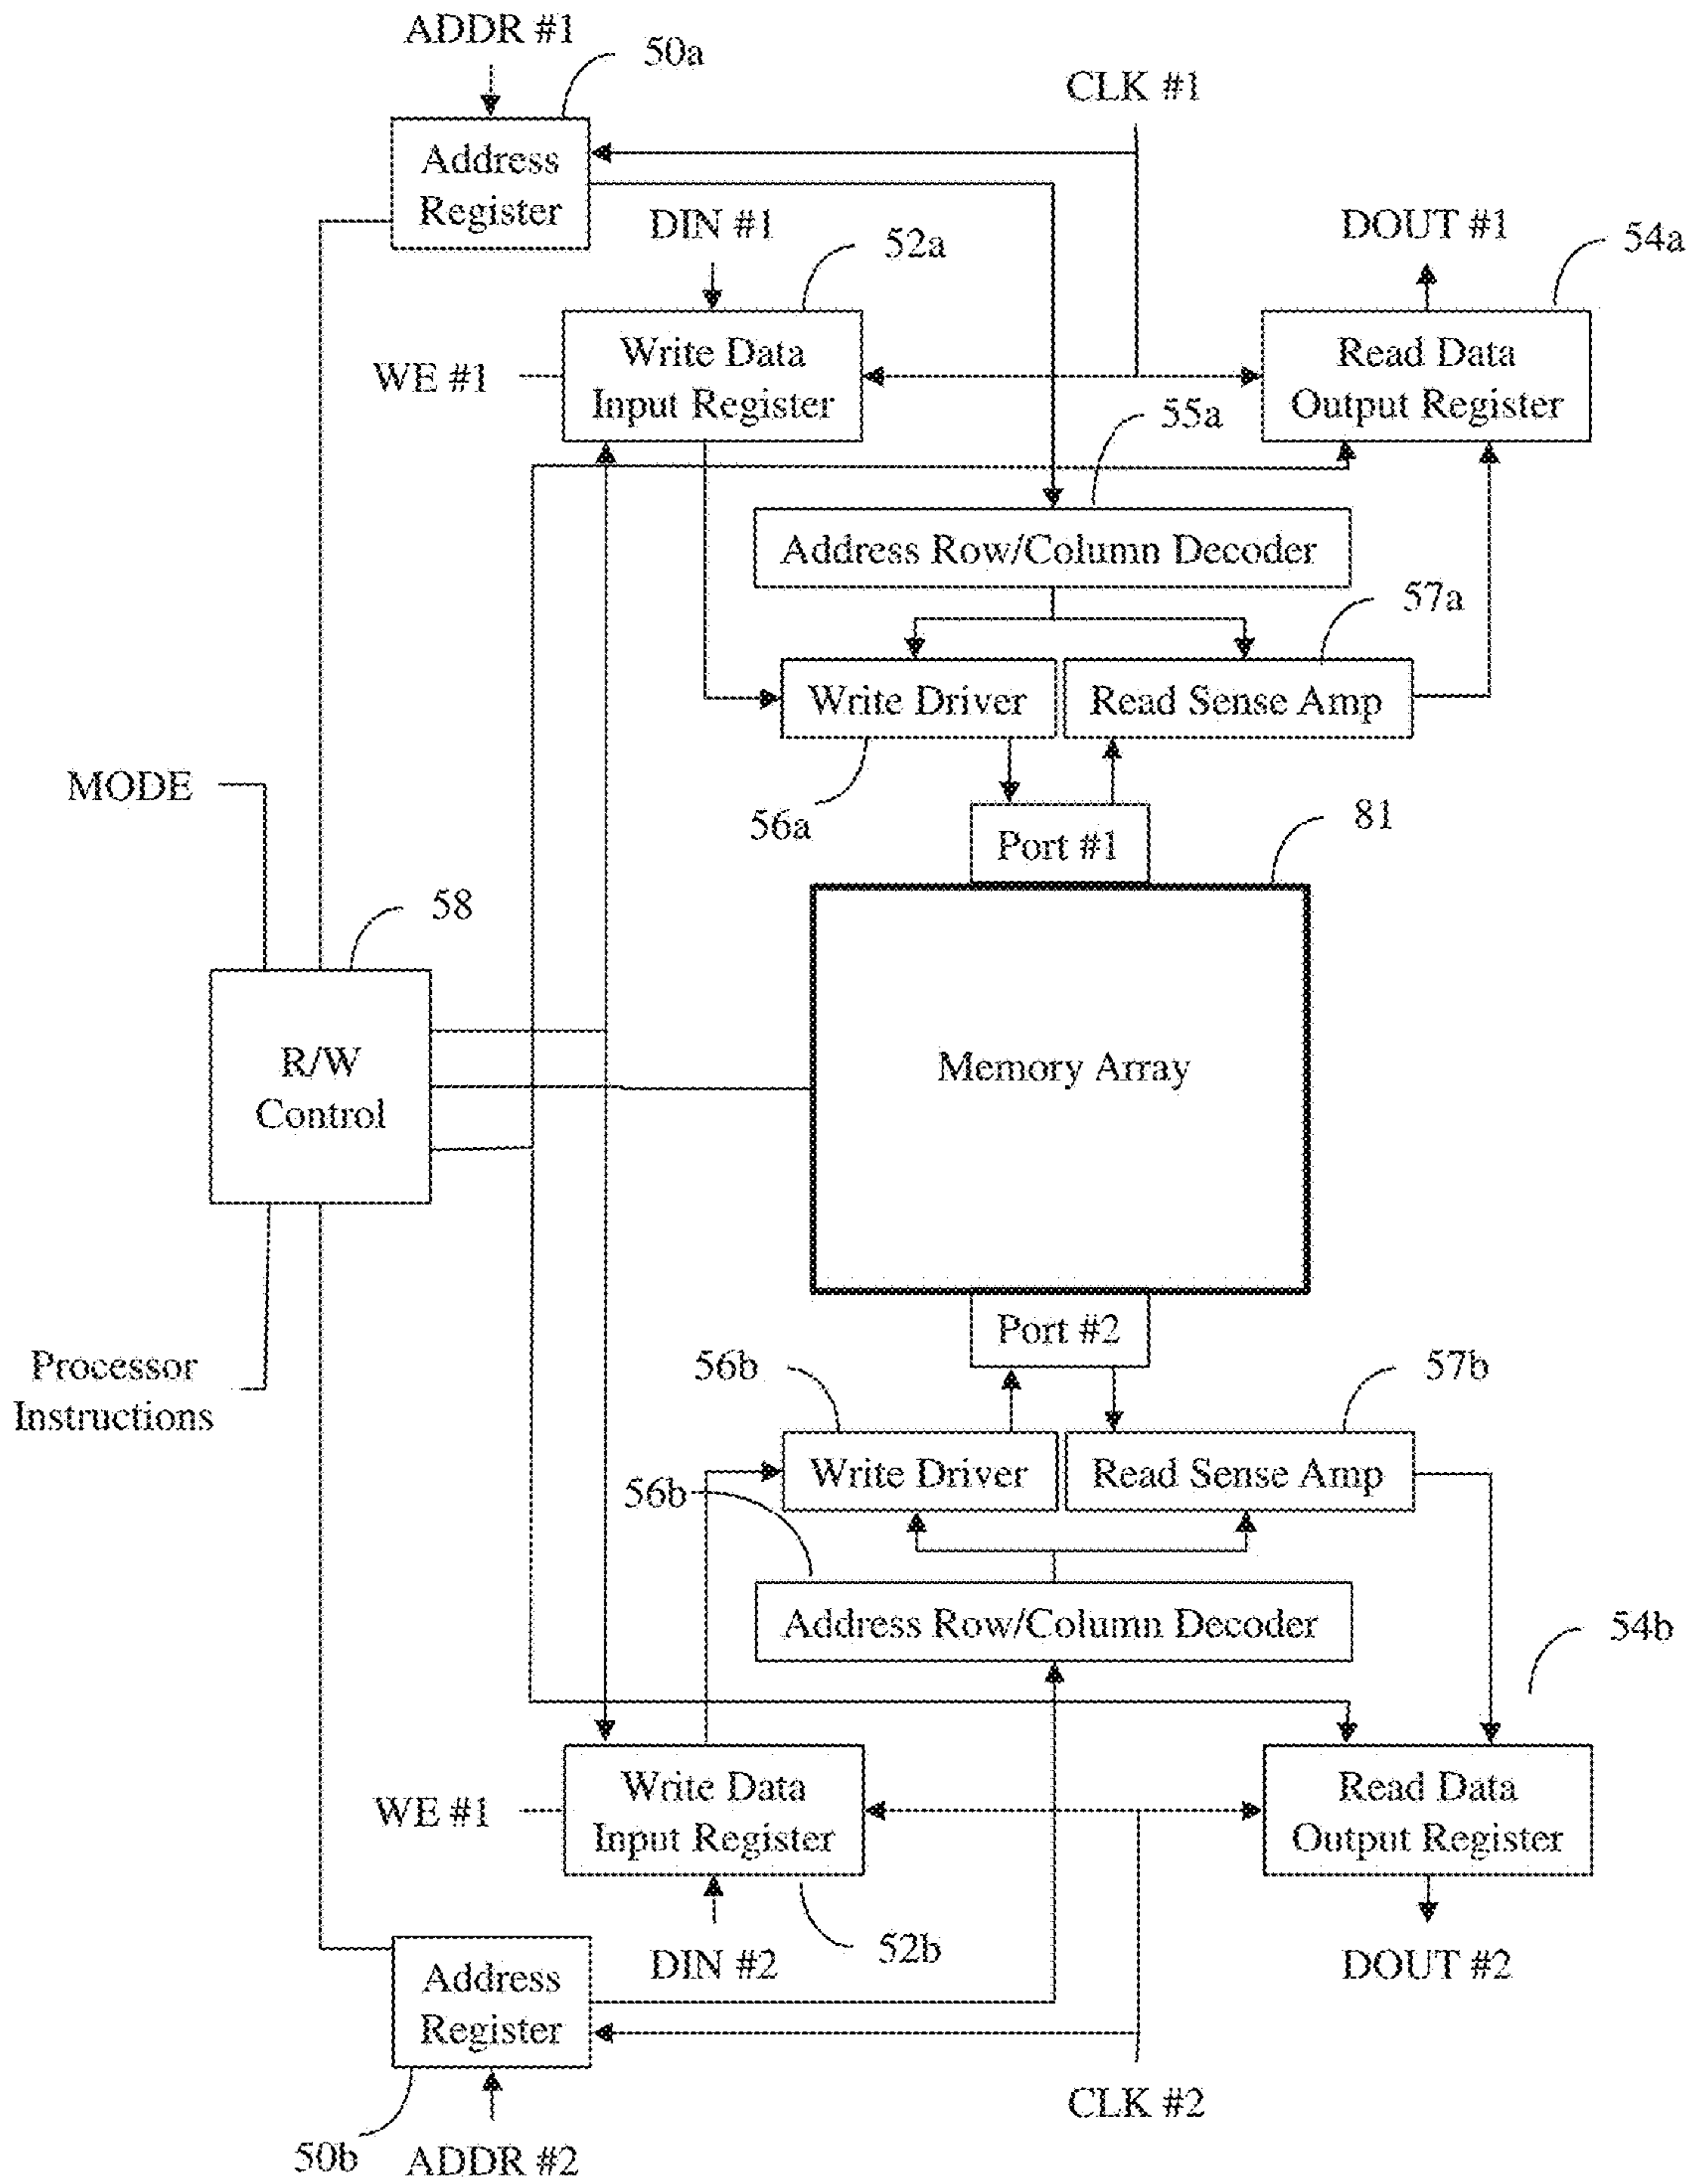 ADDR #1
50a
CLK #1
Address
Register
DIN #1
52a
DOUT #1
54a
WE #1
Write Data
Input Register
Read Data
Output Register
55a
Address Row/Column Decoder
57a
Write Driver
Read Sense Amp
MODE
56a
Port #1
81
58
R/W
Control
Memory Array
Processor
Instructions
Port #2
56b
57b
Write Driver
Read Sense Amp
56b
Address Row/Column Decoder
54b
WE #1
Write Data
Input Register
Read Data
Output Register
52b
DIN #2
DOUT #2
Address
Register
CLK #2
50b
ADDR #2